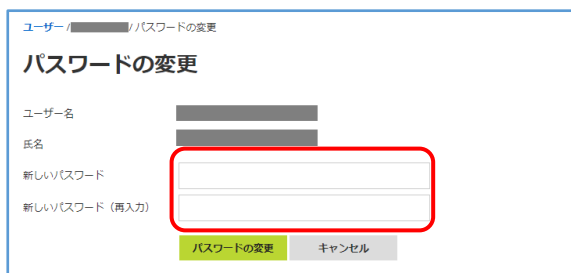 ユーザー / / パスワードの変更
パスワードの変更
ユーザー名
氏名
新しいパスワード
新しいパスワード（再入力）
パスワードの変更 キャンセル